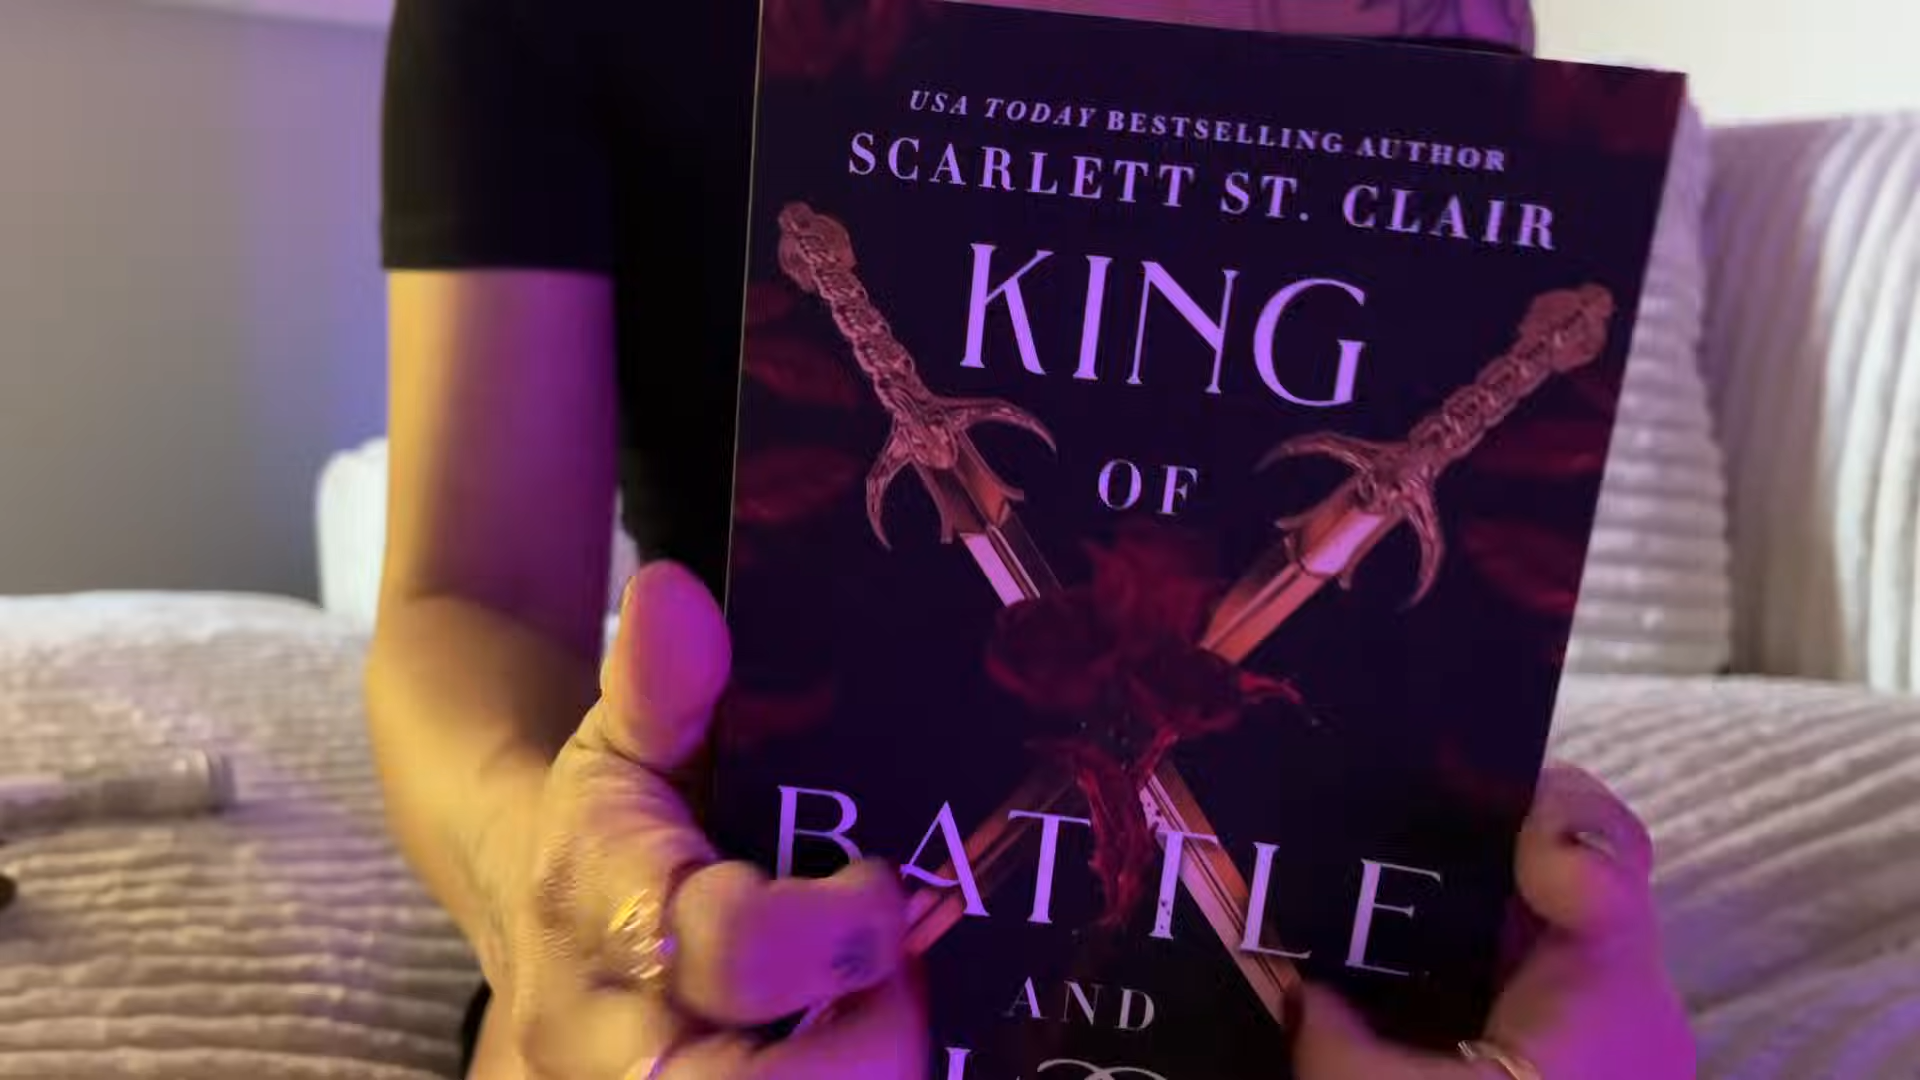 USA TODAY BESTSELLING AUTHOR
SCARLETT ST. CLAIR
KING
OF
BATTLE
AND